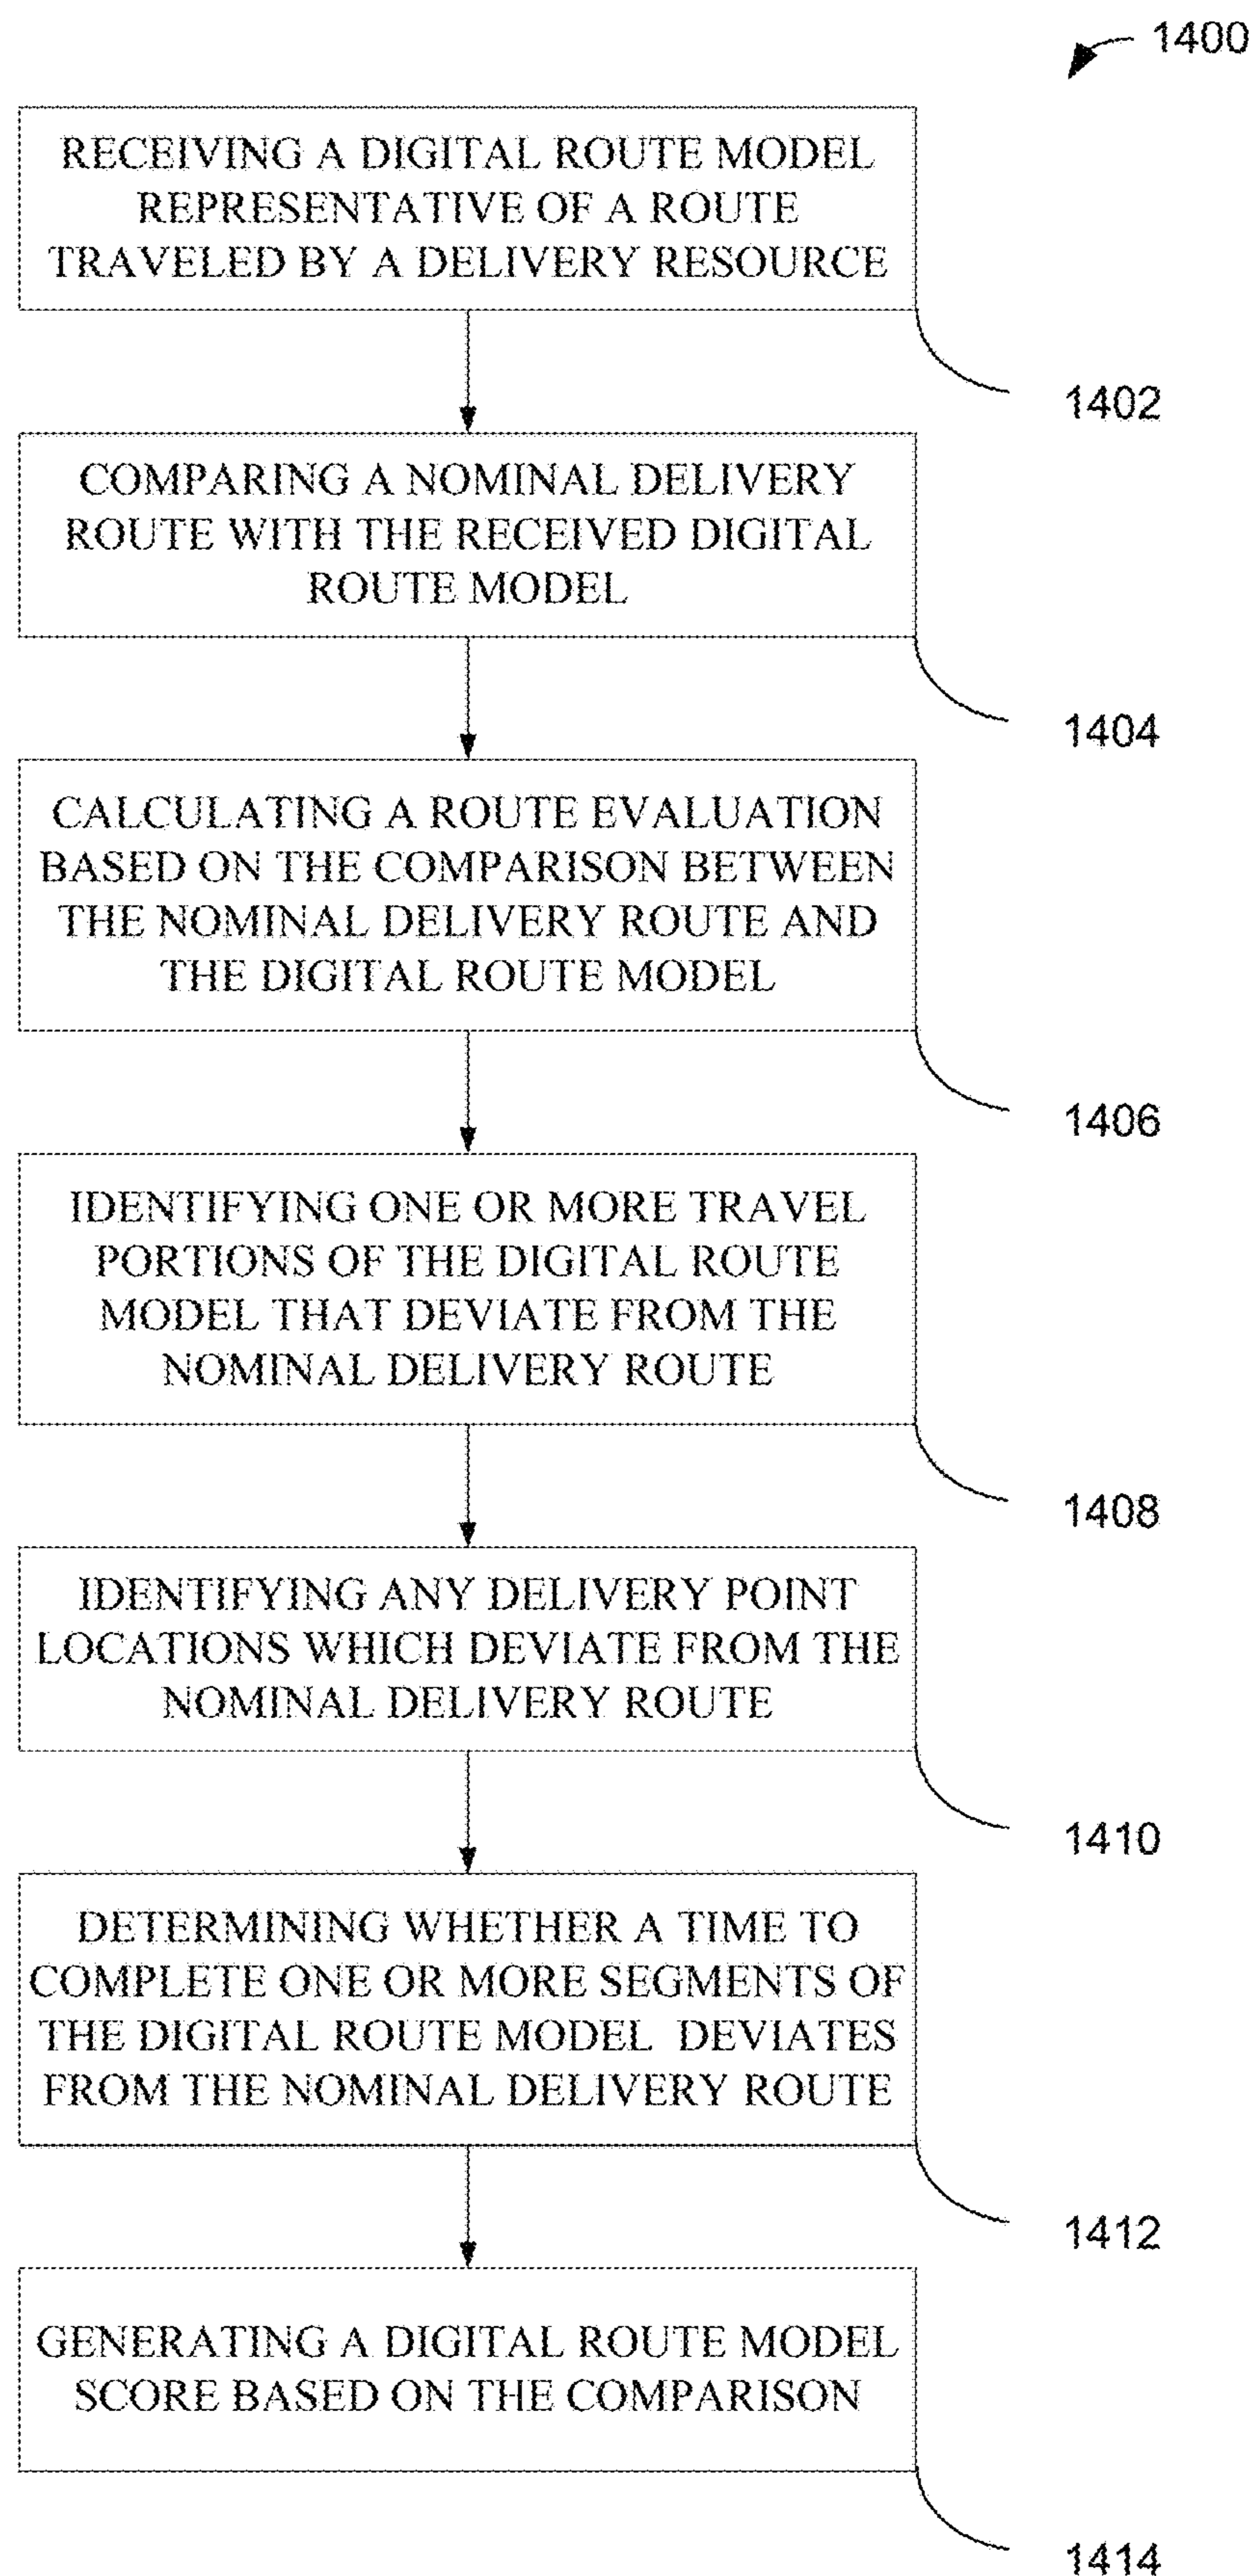 1400
RECEIVING A DIGITAL ROUTE MODEL
REPRESENTATIVE OF A ROUTE
TRAVELED BY A DELIVERY RESOURCE
1402
COMPARING A NOMINAL DELIVERY
ROUTE WITH THE RECEIVED DIGITAL
ROUTE MODEL
1404
CALCULATING A ROUTE EVALUATION
BASED ON THE COMPARISON BETWEEN
THE NOMINAL DELIVERY ROUTE AND
THE DIGITAL ROUTE MODEL
1406
IDENTIFYING ONE OR MORE TRAVEL
PORTIONS OF THE DIGITAL ROUTE
MODEL THAT DEVIATE FROM THE
NOMINAL DELIVERY ROUTE
1408
IDENTIFYING ANY DELIVERY POINT
LOCATIONS WHICH DEVIATE FROM THE
NOMINAL DELIVERY ROUTE
1410
DETERMINING WHETHER A TIME TO
COMPLETE ONE OR MORE SEGMENTS OF
THE DIGITAL ROUTE MODEL DEVIATES
FROM THE NOMINAL DELIVERY ROUTE
1412
GENERATING A DIGITAL ROUTE MODEL
SCORE BASED ON THE COMPARISON
1414